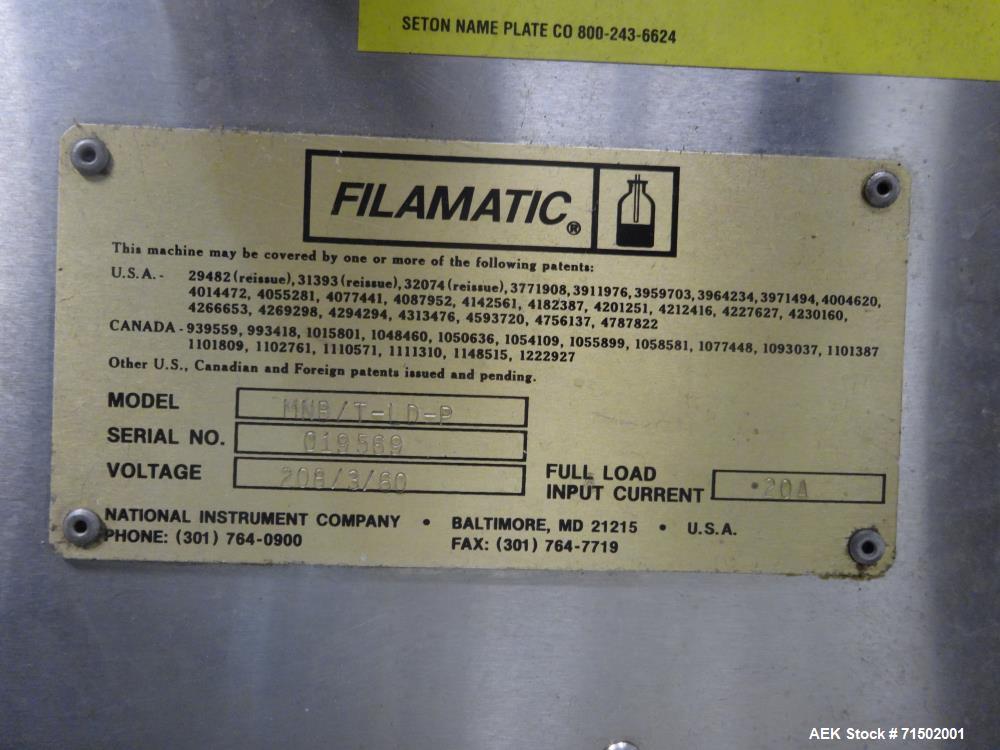 SETON NAME PLATE CO 800-243-6624
FILAMATIC®
This machine may be covered by one or more of the following patents:
U.S.A. - 29482 (reissue), 31393 (reissue), 32074 (reissue), 3771908, 3911976, 3959703, 3964234, 3971494, 4004620,
4014472, 4055281, 4077441, 4087952, 4142561, 4182387, 4201251, 4212416, 4227627, 4230160,
4266653, 4269298, 4294294, 4313476, 4593720, 4756137, 4787822
CANADA - 939559, 993418, 1015801, 1048460, 1050636, 1054109, 1055899, 1058581, 1077448, 1093037, 1101387
1101809, 1102761, 1110571, 1111310, 1148515, 1222927
Other U.S., Canadian and Foreign patents issued and pending.
MODEL MNB/T-LD-P
SERIAL NO. 019569
VOLTAGE 208/3/60
FULL LOAD
INPUT CURRENT 20A
NATIONAL INSTRUMENT COMPANY • BALTIMORE, MD 21215 • U.S.A.
PHONE: (301) 764-0900 FAX: (301) 764-7719
AEK Stock # 71502001